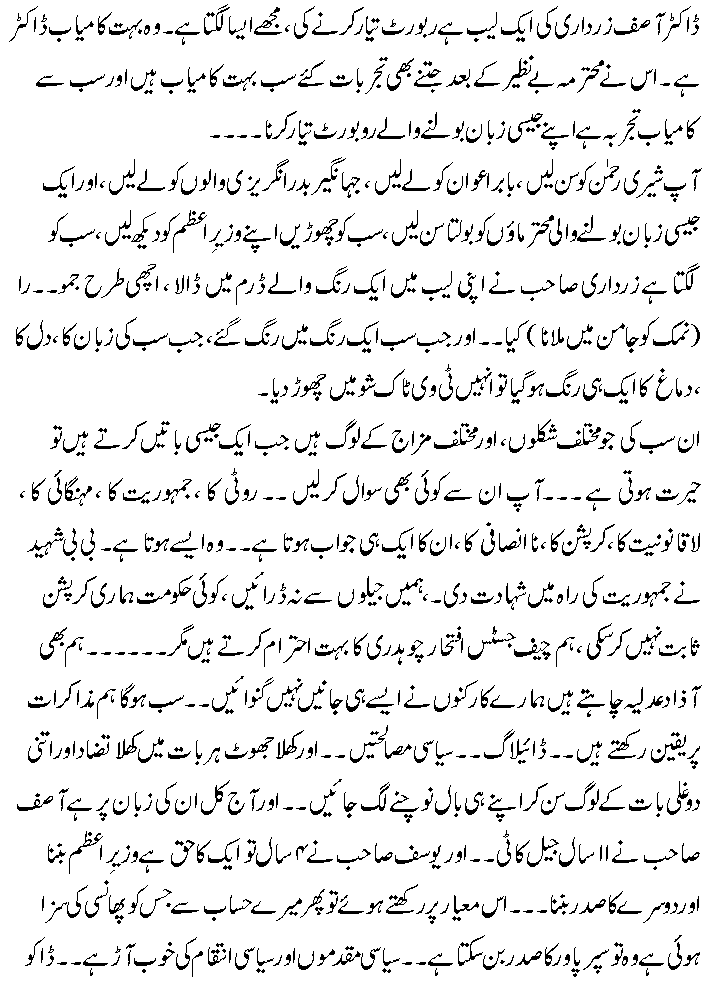 ڈاکٹر آصف زرداری کی ایک لیب ہے ربورٹ تیار کرنے کی، مجھے ایسا لگتا ہے۔ وہ بہت کامیاب ڈاکٹر
ہے۔ اس نے محترمہ بے نظیر کے بعد جتنے بھی تجربات کئے سب بہت کامیاب ہیں اور سب سے
کامیاب تجربہ ہے اپنے جیسی زبان بولنے والے روبورٹ تیار کرنا۔۔۔۔
آپ شیری رحمٰن کو سن لیں، بابر اعوان کو لے لیں، جہانگیر بدر انگریزی والوں کو لے لیں، اور ایک
جیسی زبان بولنے والی محترماؤں کو بولتا سن لیں، سب کو چھوڑیں اپنے وزیرِ اعظم کو دیکھ لیں، سب کو
لگتا ہے زرداری صاحب نے اپنی لیب میں ایک رنگ والے ڈرم میں ڈالا، اچھی طرح جمو۔۔را
(نمک کو جامن میں ملانا) کیا۔۔اور جب سب ایک رنگ میں رنگ گئے، جب سب کی زبان کا، دل کا
،دماغ کا ایک ہی رنگ ہوگیا تو انہیں ٹی وی ٹاک شو میں چھوڑ دیا۔
ان سب کی جو مختلف شکلوں، اور مختلف مزاج کے لوگ ہیں جب ایک جیسی باتیں کرتے ہیں تو
حیرت ہوتی ہے۔۔۔آپ ان سے کوئی بھی سوال کرلیں ۔۔ روٹی کا، جمہوریت کا، مہنگائی کا،
لاقانونیت کا، کرپشن کا، نا انصافی کا، ان کا ایک ہی جواب ہوتا ہے۔۔وہ ایسے ہوتا ہے۔ بی بی شہید
نے جمہوریت کی راہ میں شہادت دی۔، ہمیں جیلوں سے نہ ڈرائیں، کوئی حکومت ہماری کرپشن
ثابت نہیں کرسکی، ہم چیف جسٹس افتخار چوہدری کا بہت احترام کرتے ہیں مگر۔۔۔۔۔۔ہم بھی
آذاد عدلیہ چاہتے ہیں ہمارے کارکنوں نے ایسے ہی جانیں نہیں گنوائیں۔۔سب ہوگا ہم مذاکرات
پر یقین رکھتے ہیں۔۔ ڈائیلاگ۔۔ سیاسی مصالحتیں۔۔اور کھلا جھوٹ ہر بات میں کھلا تضاد اور اتنی
دوغلی بات کے لوگ سن کر اپنے ہی بال نوچنے لگ جائیں۔۔ اور آج کل ان کی زبان پر ہے آصف
صاحب نے ۱۱ سال جیل کاٹی۔۔اور یوسف صاحب نے ۴ سال تو ایک کا حق ہے وزیرِ اعظم بننا
اور دوسرے کا صدر بننا۔۔۔اس معیار پر رکھتے ہوئے تو پھر میرے حساب سے جس کو پھانسی کی سزا
ہوئی ہے وہ تو سپر پاور کا صدر بن سکتا ہے۔۔سیاسی مقدموں اور سیاسی انتقام کی خوب آڑ ہے۔۔ڈاکو